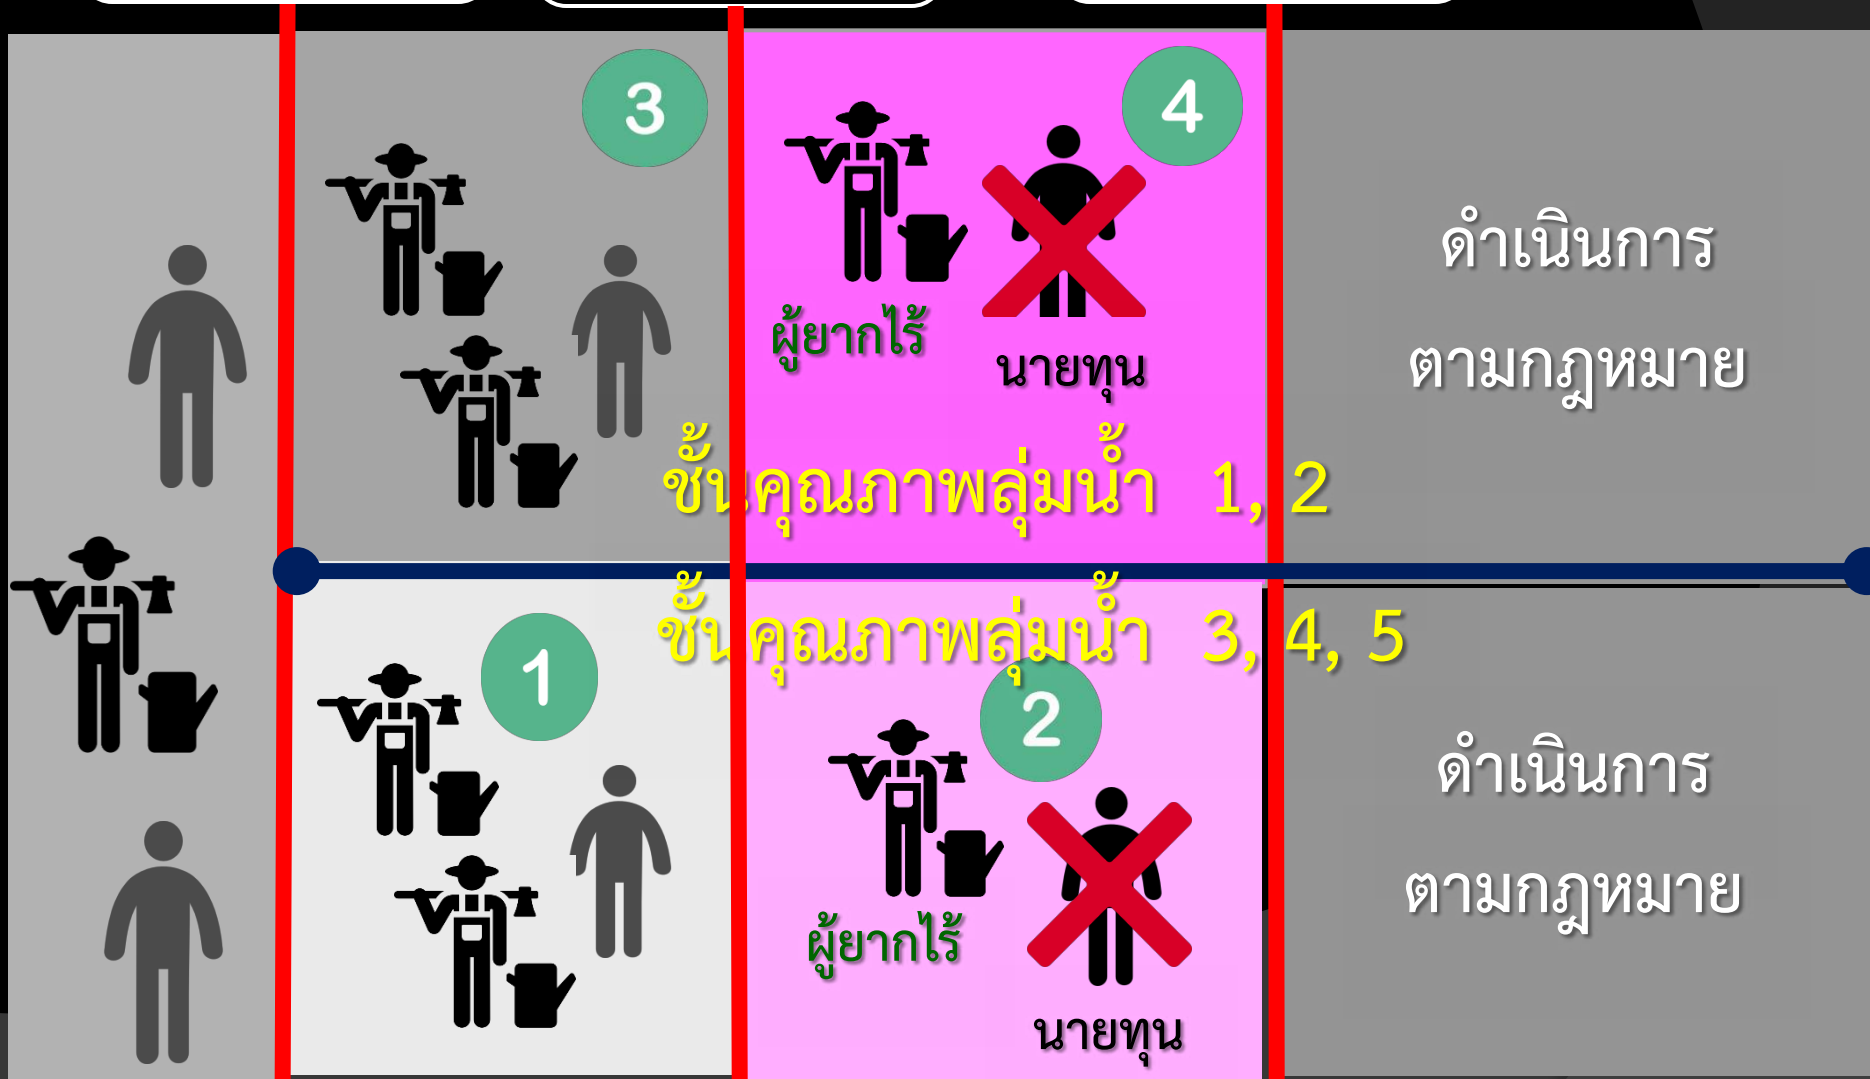 3
4
ผู้ยากไร้
นายทุน
ดำเนินการ
ตามกฎหมาย
ชั้นคุณภาพลุ่มน้ำ 1, 2
ชั้นคุณภาพลุ่มน้ำ 3, 4, 5
1
2
ผู้ยากไร้
นายทุน
ดำเนินการ
ตามกฎหมาย